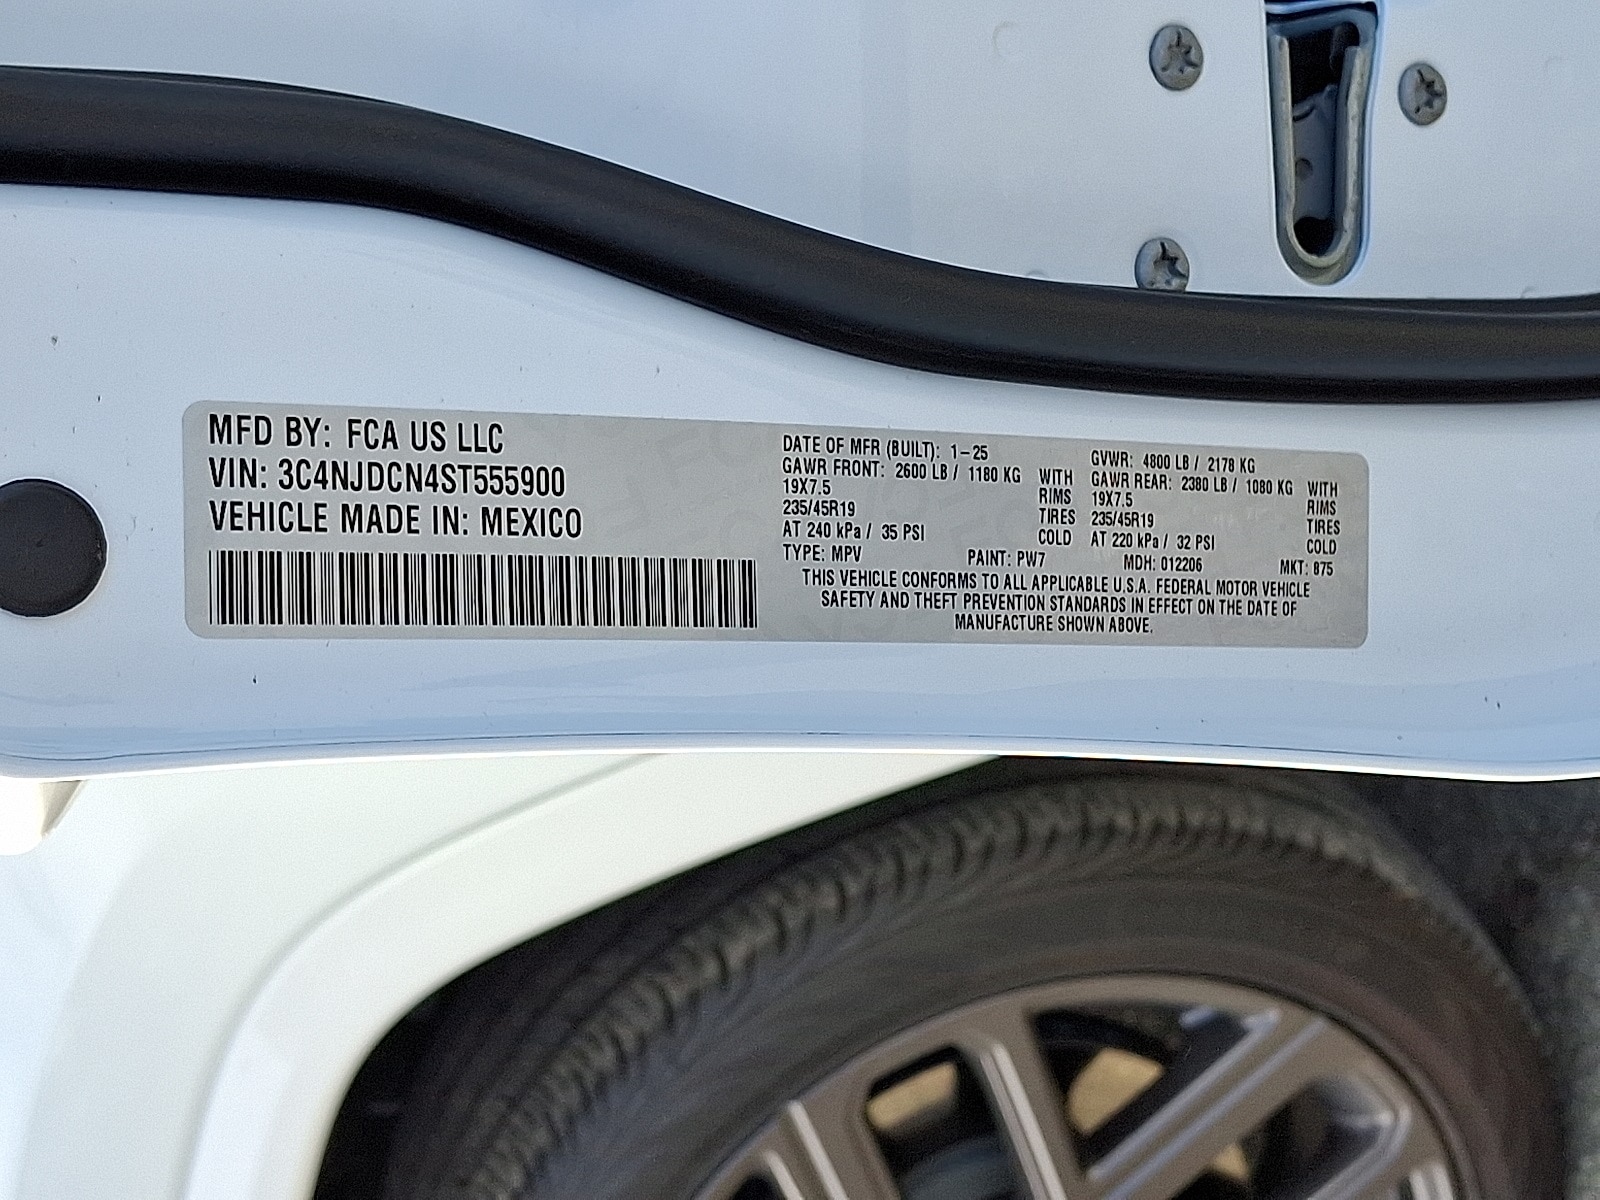 MFD BY: FCA US LLC
VIN: 3C4NJDCN4ST555900
VEHICLE MADE IN: MEXICO
DATE OF MFR (BUILT): 1-25
GAWR FRONT: 2600 LB / 1180 KG WITH
19X7.5 RIMS
235/45R19 TIRES
AT 240 kPa / 35 PSI COLD
GVWR: 4800 LB / 2178 KG
GAWR REAR: 2380 LB / 1080 KG WITH
19X7.5 RIMS
235/45R19 TIRES
AT 220 kPa / 32 PSI COLD
TYPE: MPV PAINT: PW7 MDH: 012206 MKT: 875
THIS VEHICLE CONFORMS TO ALL APPLICABLE U.S.A. FEDERAL MOTOR VEHICLE
SAFETY AND THEFT PREVENTION STANDARDS IN EFFECT ON THE DATE OF
MANUFACTURE SHOWN ABOVE.